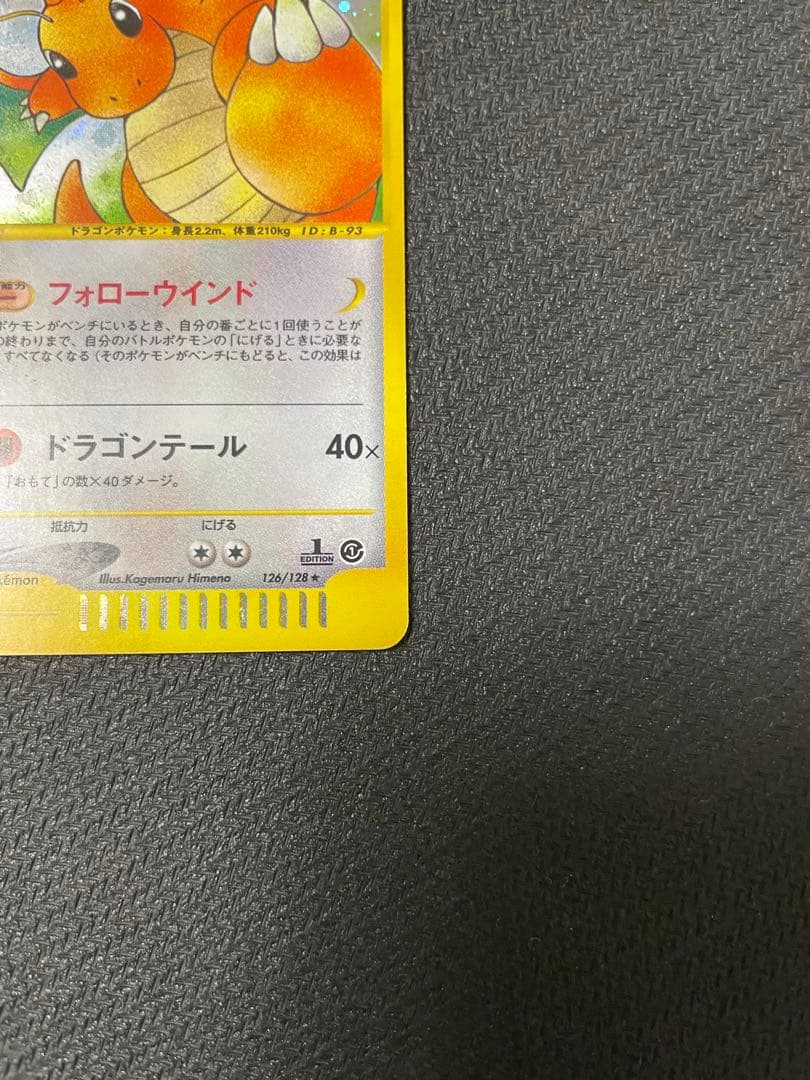 ドラゴンポケモン：身長2.2m、体重210kg ID:B-93
能力 フォローウインド
ポケモンがベンチにいるとき、自分の番ごとに1回使うことが
の終わりまで、自分のバトルポケモンの「にげる」ときに必要な
すべてなくなる（そのポケモンがベンチにもどると、この効果は
ドラゴンテール 40×
「おもて」の数×40ダメージ。
抵抗力 にげる
1 EDITION
kémon Illus.Kagemaru Himeno 126/128 ★